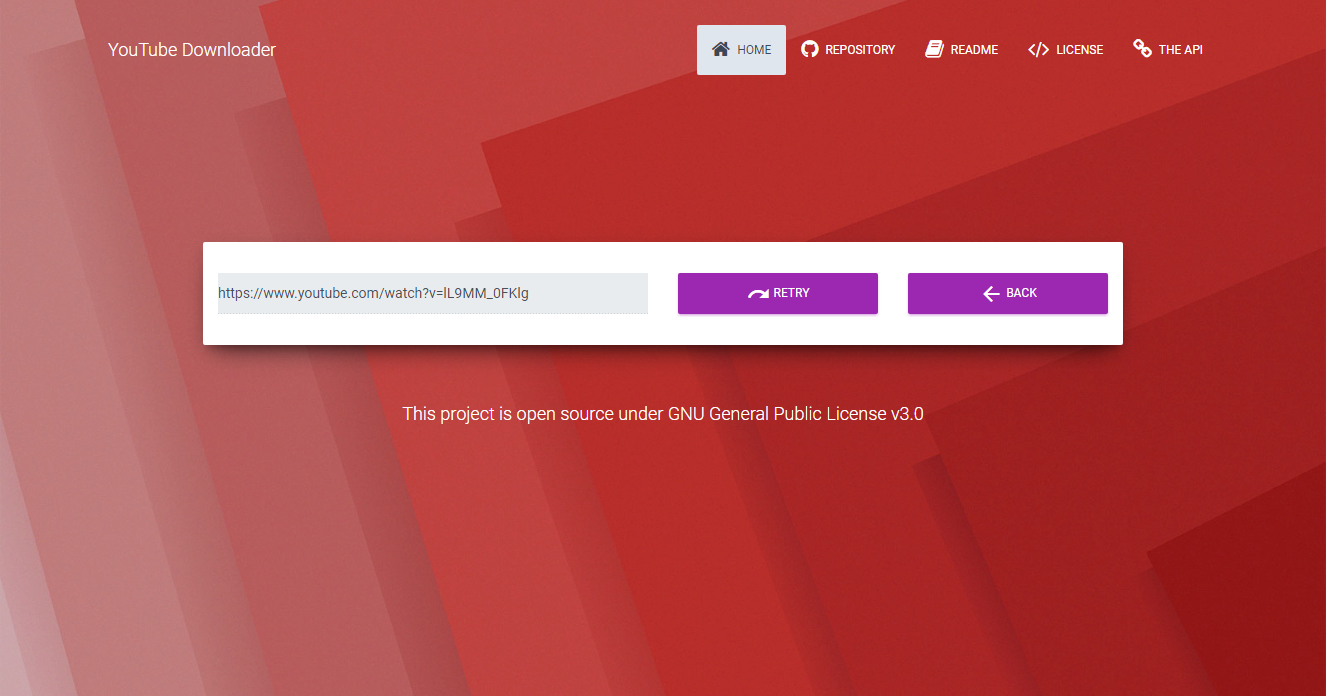 YouTube Downloader
HOME
REPOSITORY
README
LICENSE
THE API
https://www.youtube.com/watch?v=lL9MM_0FKlg
RETRY
BACK
This project is open source under GNU General Public License v3.0